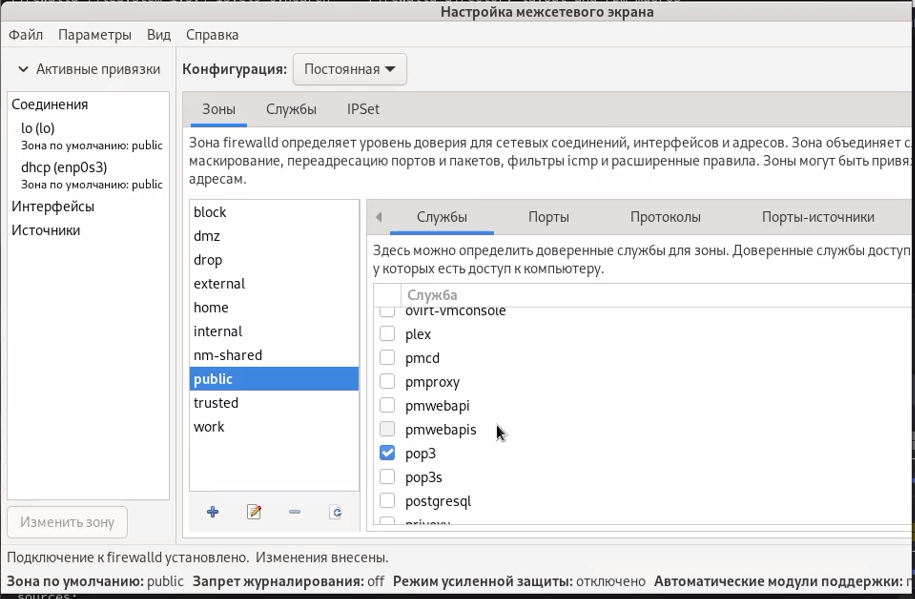 Настройка межсетевого экрана
Файл Параметры Вид Справка
Активные привязки
Конфигурация: Постоянная
Соединения
lo (lo)
Зона по умолчанию: public
dhcp (enp0s3)
Зона по умолчанию: public
Интерфейсы
Источники
Изменить зону
Зоны Службы IPSet
Зона firewalld определяет уровень доверия для сетевых соединений, интерфейсов и адресов. Зона объединяет
маскирование, переадресацию портов и пакетов, фильтры icmp и расширенные правила. Зоны могут быть
адресам.
block
dmz
drop
external
home
internal
nm-shared
public
trusted
work
Службы Порты Протоколы Порты-источники
Здесь можно определить доверенные службы для зоны. Доверенные службы
у которых есть доступ к компьютеру.
Служба
ovirt-vmconsole
plex
pmcd
pmproxy
pmwebapi
pmwebapis
pop3
pop3s
postgresql
privoxy
Подключение к firewalld установлено. Изменения внесены.
Зона по умолчанию: public Запрет журналирования: off Режим усиленной защиты: отключено Автоматические модули поддержки:
sources: